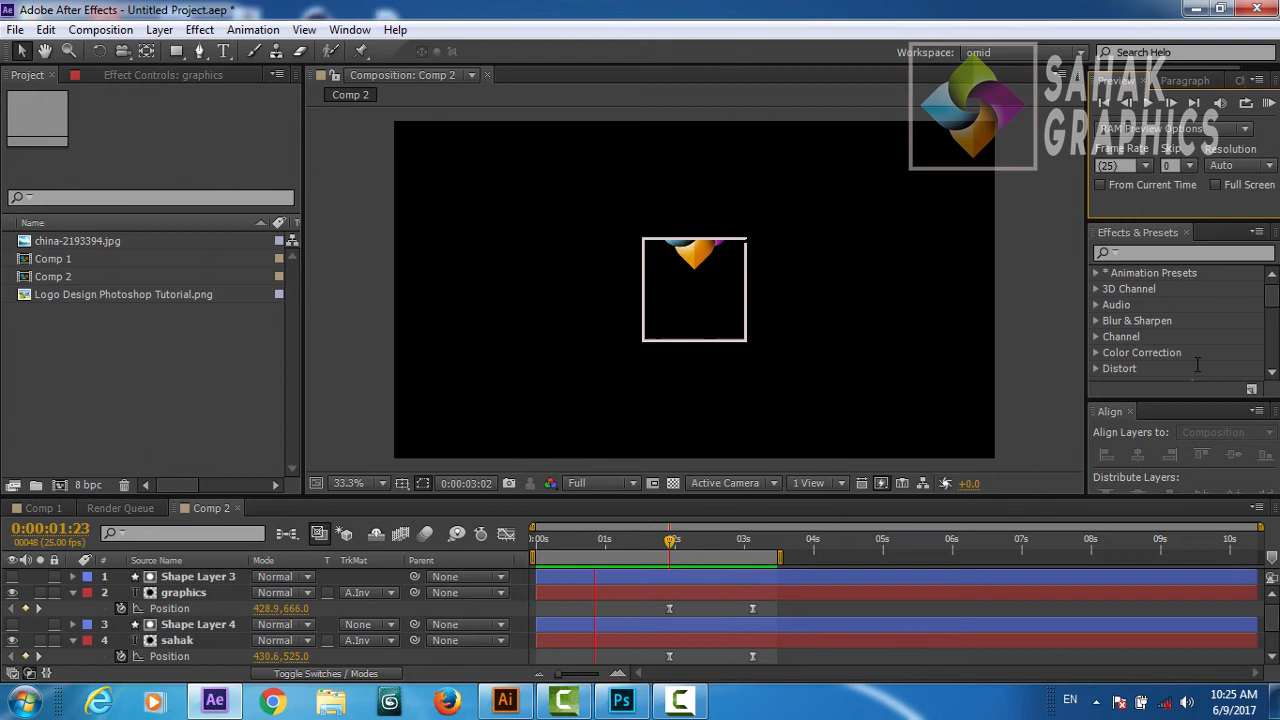 Adobe After Effects - Untitled Project.aep *
File Edit Composition Layer Effect Animation View Window Help
Workspace: omid
Search Help
Project
Effect Controls: graphics
Composition: Comp 2
Comp 2
SAHAK
GRAPHICS
Preview Paragraph
RAM Preview Options
Frame Rate Skip Resolution
(25) 0 Auto
From Current Time Full Screen
Effects & Presets
* Animation Presets
3D Channel
Audio
Blur & Sharpen
Channel
Color Correction
Distort
Name
china-2193394.jpg
Comp 1
Comp 2
Logo Design Photoshop Tutorial.png
Align
Align Layers to: Composition
Distribute Layers:
8 bpc
33.3% 0:00:03:02 Full Active Camera 1 View +0.0
Comp 1 Render Queue Comp 2
0:00:01:23
00048 (25.00 fps)
0:00s 01s 02s 03s 04s 05s 06s 07s 08s 09s 10s
# Source Name Mode T TrkMat Parent
1 Shape Layer 3 Normal None
2 graphics Normal A.Inv None
Position 428.9,666.0
3 Shape Layer 4 Normal None None
4 sahak Normal A.Inv None
Position 430.6,525.0
Toggle Switches / Modes
EN
10:25 AM
6/9/2017